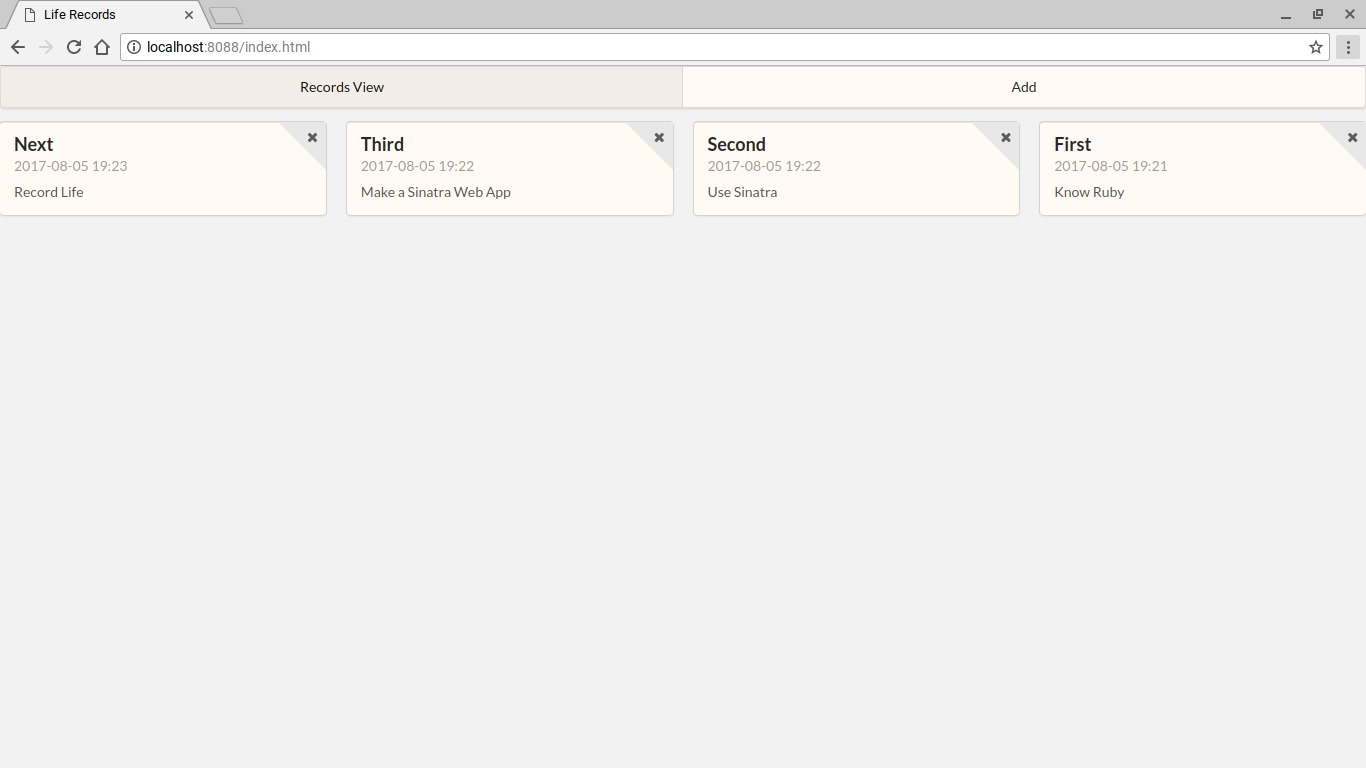 Life Records
localhost:8088/index.html
Records View
Add
Next
2017-08-05 19:23
Record Life
Third
2017-08-05 19:22
Make a Sinatra Web App
Second
2017-08-05 19:22
Use Sinatra
First
2017-08-05 19:21
Know Ruby